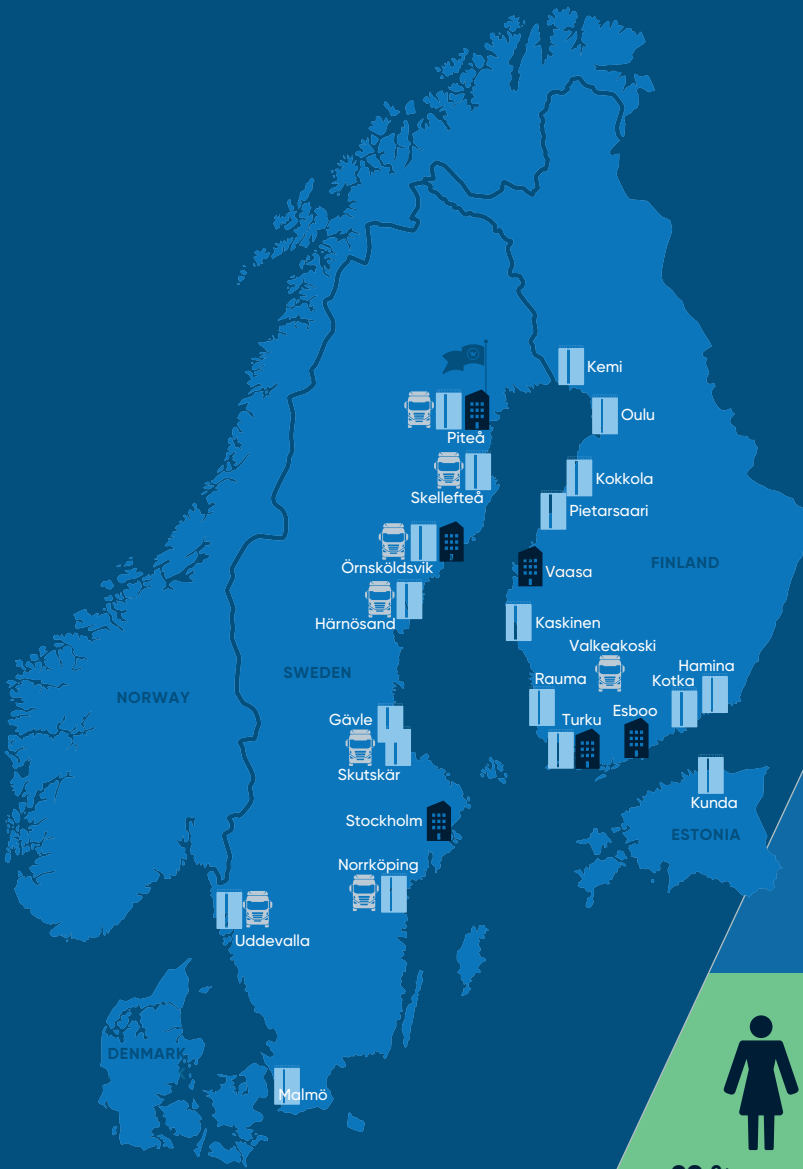 Kemi
Oulu
Piteå
Kokkola
Skellefteå
Pietarsaari
FINLAND
Örnsköldsvik
Vaasa
Härnösand
Kaskinen
Valkeakoski
Hamina
SWEDEN
Rauma
Kotka
NORWAY
Gävle
Turku
Esboo
Skutskär
Kunda
Stockholm
ESTONIA
Norrköping
Uddevalla
DENMARK
Malmö